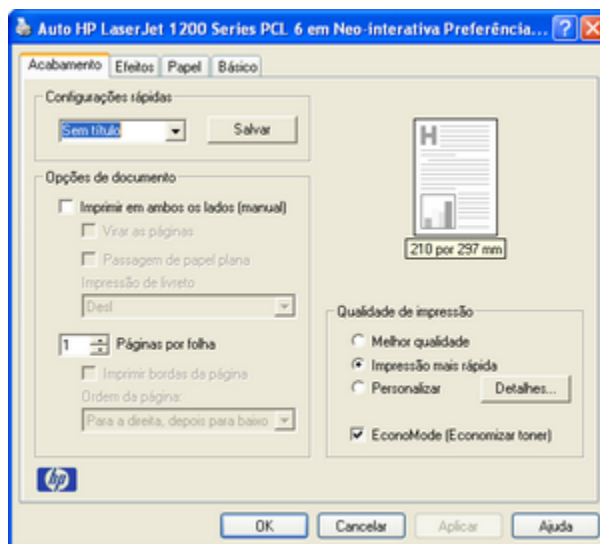 Auto HP LaserJet 1200 Series PCL 6 em Neo-interativa Preferência...
Acabamento Efeitos Papel Básico
Configurações rápidas
Sem título
Salvar
Opções de documento
Imprimir em ambos os lados (manual)
Virar as páginas
Passagem de papel plana
Impressão de livreto
Desl
1 Páginas por folha
Imprimir bordas da página
Ordem da página:
Para a direita, depois para baixo
H
210 por 297 mm
Qualidade de impressão
Melhor qualidade
Impressão mais rápida
Personalizar
Detalhes...
EconoMode (Economizar toner)
hp
OK Cancelar Aplicar Ajuda